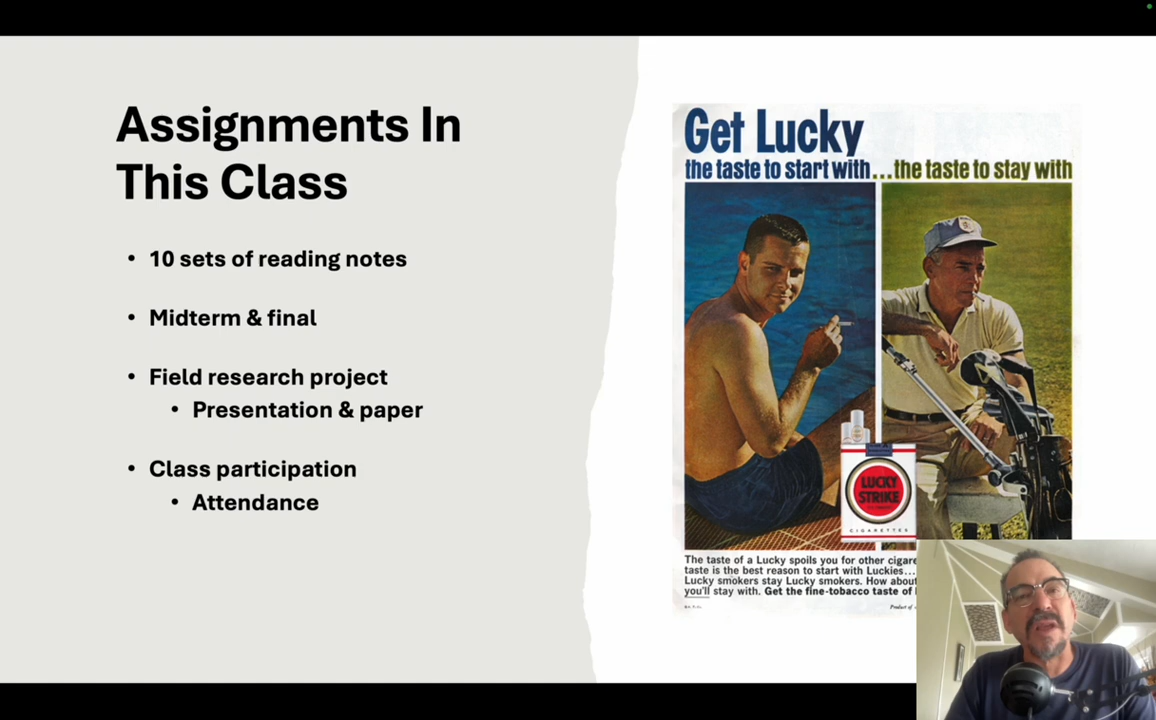 Assignments In
This Class
• 10 sets of reading notes
• Midterm & final
• Field research project
• Presentation & paper
• Class participation
• Attendance
Get Lucky
the taste to start with...the taste to stay with
LUCKY
STRIKE
CIGARETTES
The taste of a Lucky spoils you for other
taste is the best reason to start with Luckies...
Lucky smokers stay Lucky smokers. How about
you'll stay with. Get the fine-tobacco taste of
Product of